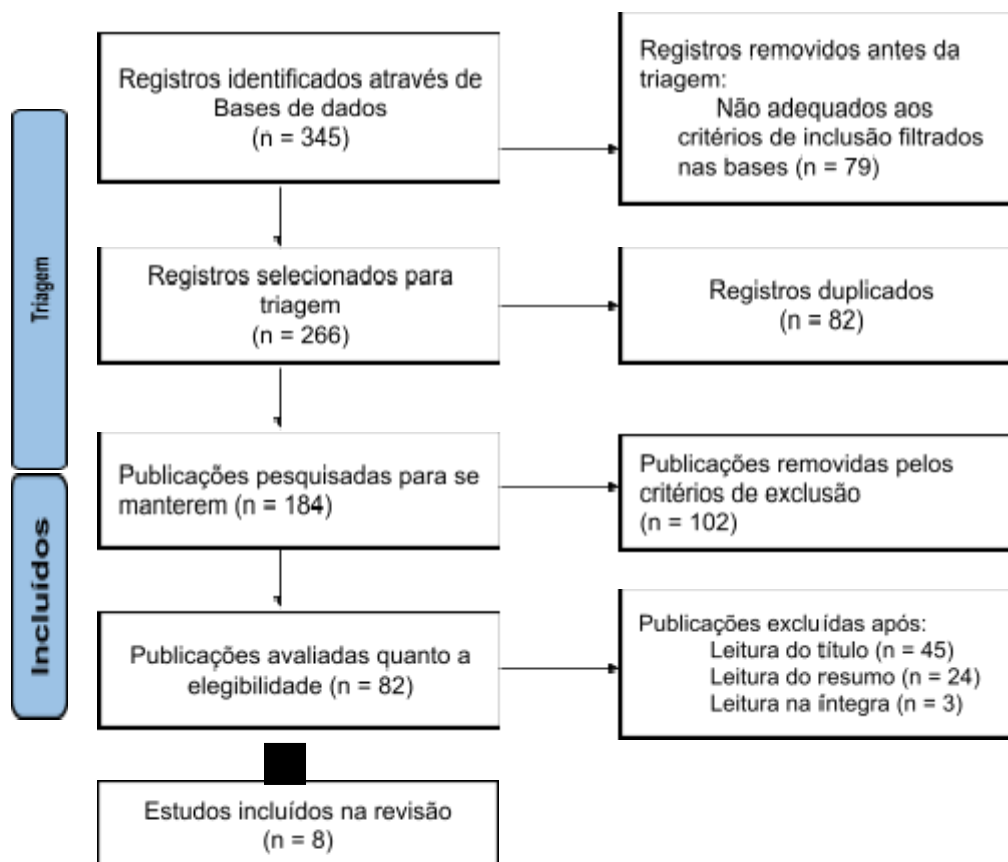 Registros identificados através de
Bases de dados
(n = 345)
Registros removidos antes da
triagem:
Não adequados aos
critérios de inclusão filtrados
nas bases (n = 79)
Triagem
Registros selecionados para
triagem
(n = 266)
Registros duplicados
(n = 82)
Publicações pesquisadas para se
manterem (n = 184)
Publicações removidas pelos
critérios de exclusão
(n = 102)
Incluídos
Publicações avaliadas quanto a
elegibilidade (n = 82)
Publicações excluídas após:
Leitura do título (n = 45)
Leitura do resumo (n = 24)
Leitura na íntegra (n = 3)
Estudos incluídos na revisão
(n = 8)